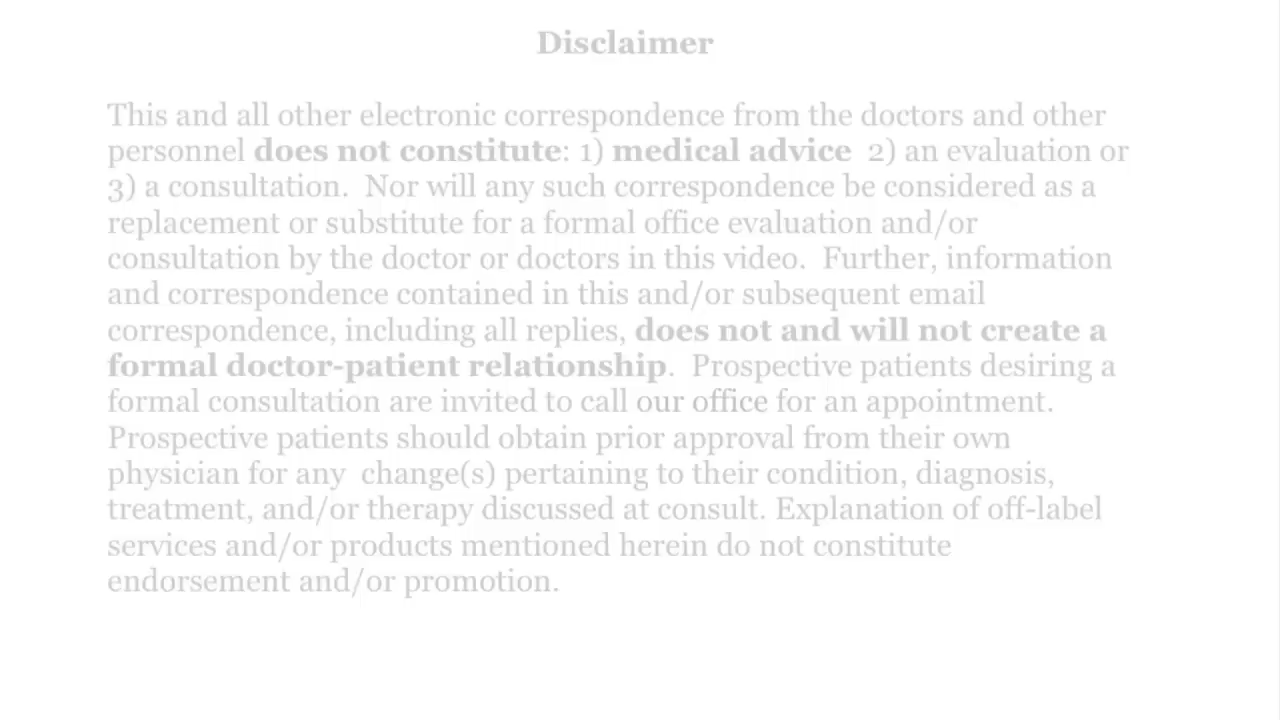 Disclaimer
This and all other electronic correspondence from the doctors and other
personnel does not constitute: 1) medical advice  2) an evaluation or
3) a consultation.  Nor will any such correspondence be considered as a
replacement or substitute for a formal office evaluation and/or
consultation by the doctor or doctors in this video.  Further, information
and correspondence contained in this and/or subsequent email
correspondence, including all replies, does not and will not create a
formal doctor-patient relationship.  Prospective patients desiring a
formal consultation are invited to call our office for an appointment.
Prospective patients should obtain prior approval from their own
physician for any  change(s) pertaining to their condition, diagnosis,
treatment, and/or therapy discussed at consult. Explanation of off-label
services and/or products mentioned herein do not constitute
endorsement and/or promotion.